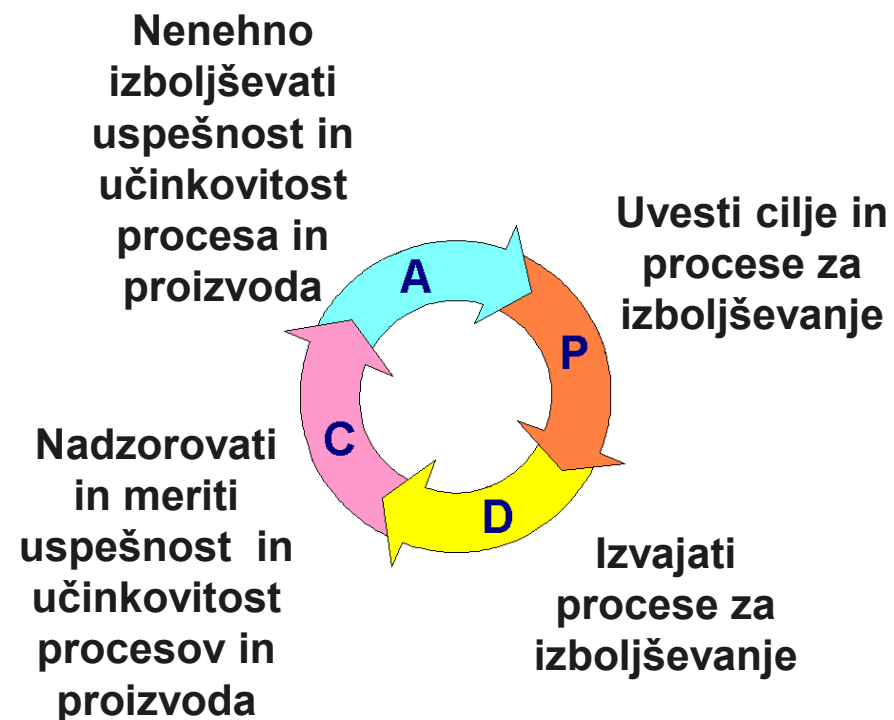 Nenehno
izboljševati
uspešnost in
učinkovitost
procesa in
proizvoda
A
Uvesti cilje in
procese za
izboljševanje
P
C
Nadzorovati
in meriti
uspešnost in
učinkovitost
procesov in
proizvoda
D
Izvajati
procese za
izboljševanje